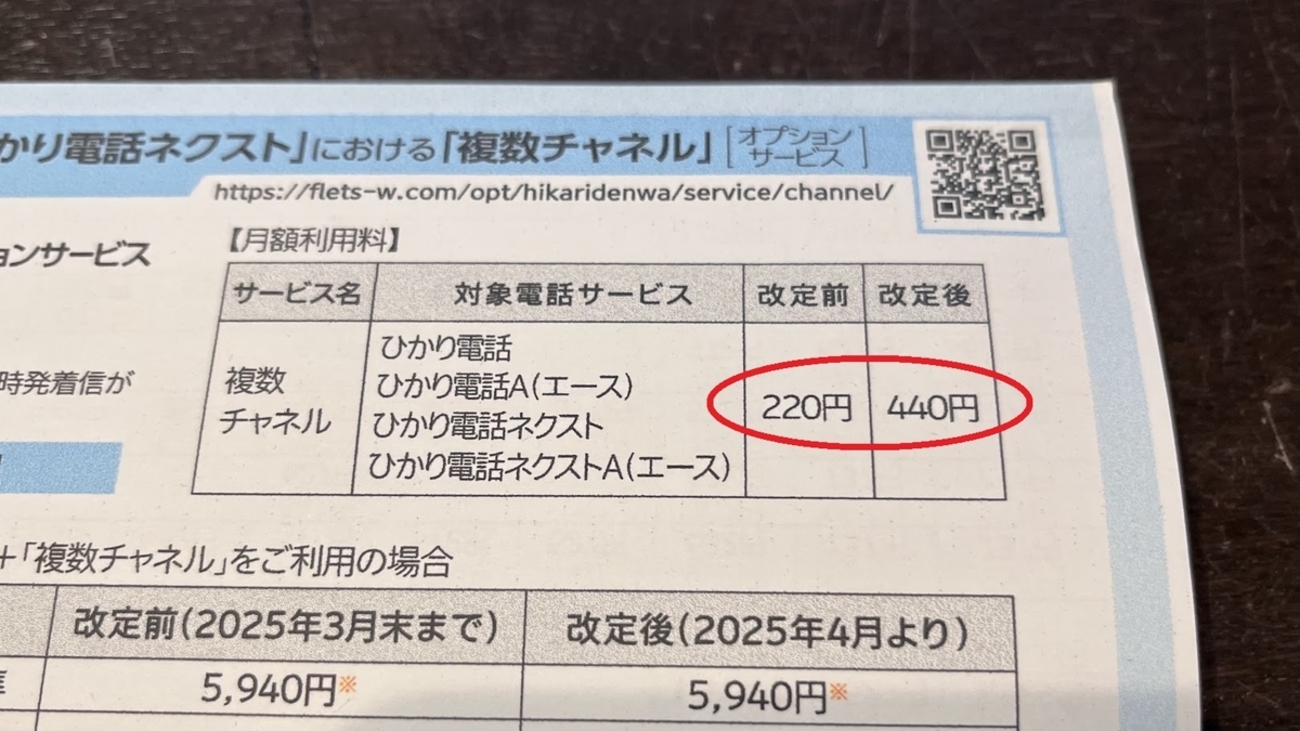 かり電話ネクスト」における「複数チャネル」[オプションサービス]
https://flets-w.com/opt/hikaridenwa/service/channel/
ョンサービス
【月額利用料】
サービス名 対象電話サービス 改定前 改定後
時発着信が
複数
チャネル
ひかり電話
ひかり電話A(エース)
ひかり電話ネクスト
ひかり電話ネクストA(エース)
220円 440円
+「複数チャネル」をご利用の場合
改定前(2025年3月末まで) 改定後(2025年4月より)
5,940円※ 5,940円※